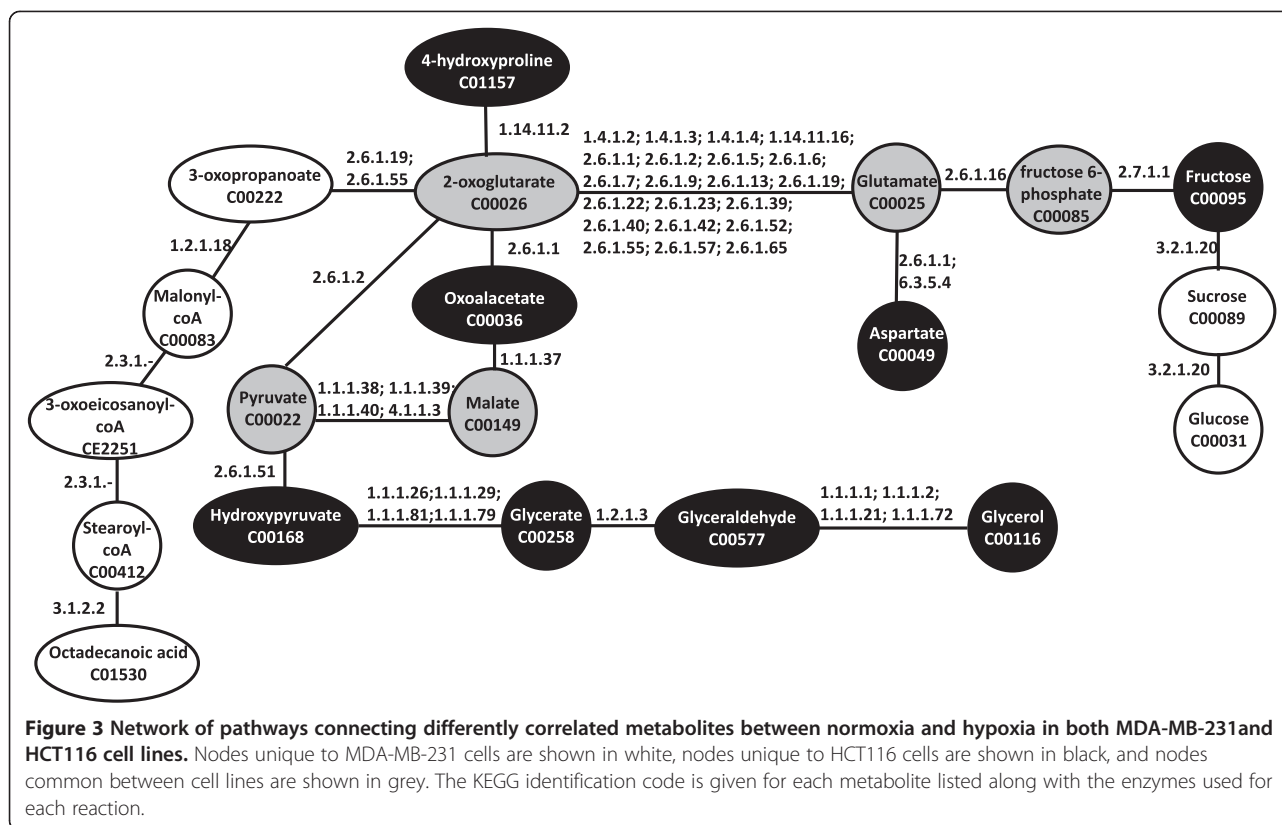 4-hydroxyproline
C01157
1.14.11.2
3-oxopropanoate
C00222
2.6.1.19;
2.6.1.55
2-oxoglutarate
C00026
1.4.1.2; 1.4.1.3; 1.4.1.4; 1.14.11.16;
2.6.1.1; 2.6.1.2; 2.6.1.5; 2.6.1.6;
2.6.1.7; 2.6.1.9; 2.6.1.13; 2.6.1.19;
2.6.1.22; 2.6.1.23; 2.6.1.39;
2.6.1.40; 2.6.1.42; 2.6.1.52;
2.6.1.55; 2.6.1.57; 2.6.1.65
Glutamate
C00025
2.6.1.16
fructose 6-
phosphate
C00085
2.7.1.1
Fructose
C00095
1.2.1.18
2.6.1.2
2.6.1.1
2.6.1.1;
6.3.5.4
3.2.1.20
Malonyl-
coA
C00083
Oxoalacetate
C00036
Aspartate
C00049
Sucrose
C00089
2.3.1.-
1.1.1.37
3.2.1.20
3-oxoeicosanoyl-
coA
CE2251
Pyruvate
C00022
1.1.1.38; 1.1.1.39;
1.1.1.40; 4.1.1.3
Malate
C00149
Glucose
C00031
2.3.1.-
2.6.1.51
Stearoyl-
coA
C00412
Hydroxypyruvate
C00168
1.1.1.26;1.1.1.29;
1.1.1.81;1.1.1.79
Glycerate
C00258
1.2.1.3
Glyceraldehyde
C00577
1.1.1.1; 1.1.1.2;
1.1.1.21; 1.1.1.72
Glycerol
C00116
3.1.2.2
Octadecanoic acid
C01530
Figure 3 Network of pathways connecting differently correlated metabolites between normoxia and hypoxia in both MDA-MB-231and
HCT116 cell lines. Nodes unique to MDA-MB-231 cells are shown in white, nodes unique to HCT116 cells are shown in black, and nodes
common between cell lines are shown in grey. The KEGG identification code is given for each metabolite listed along with the enzymes used for
each reaction.